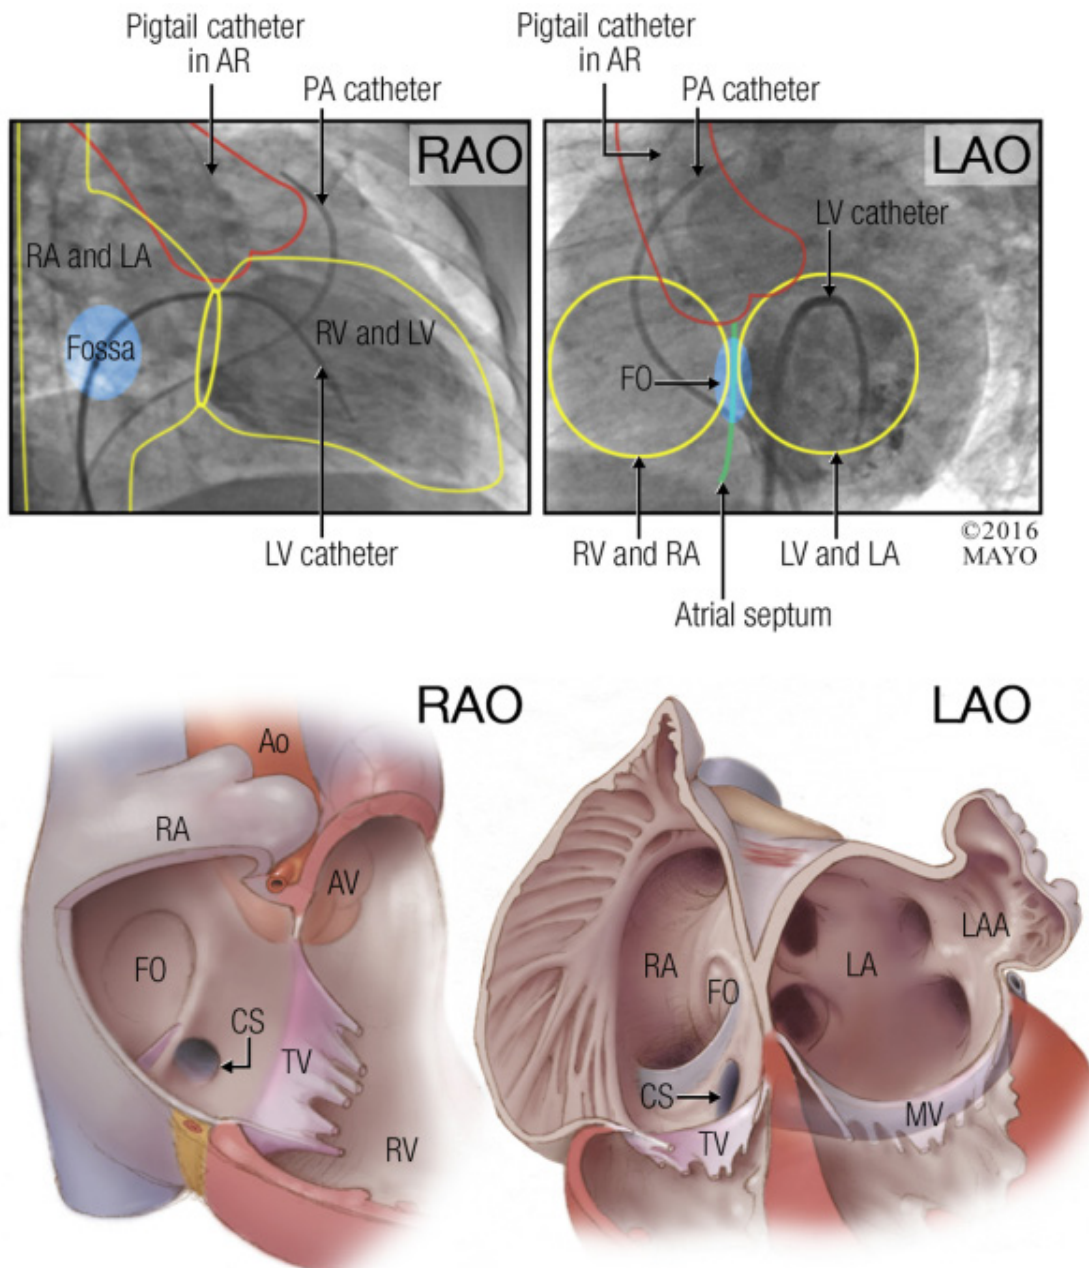 Pigtail catheter
in AR
PA catheter
Pigtail catheter
in AR
PA catheter
RAO
LAO
LV catheter
RA and LA
Fossa
RV and LV
FO
LV catheter
RV and RA
LV and LA
©2016
MAYO
Atrial septum
RAO
LAO
Ao
RA
AV
FO
CS
TV
RV
LAA
RA
LA
FO
CS
MV
TV